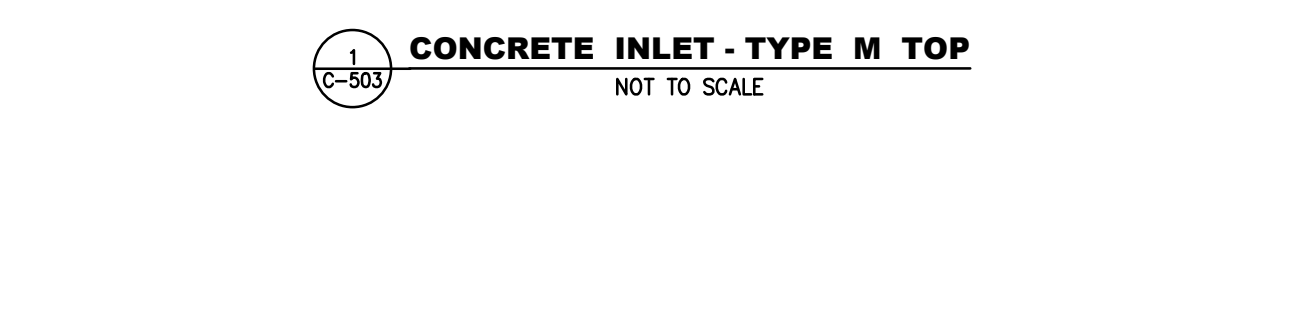 1
C-503
CONCRETE INLET - TYPE M TOP
NOT TO SCALE